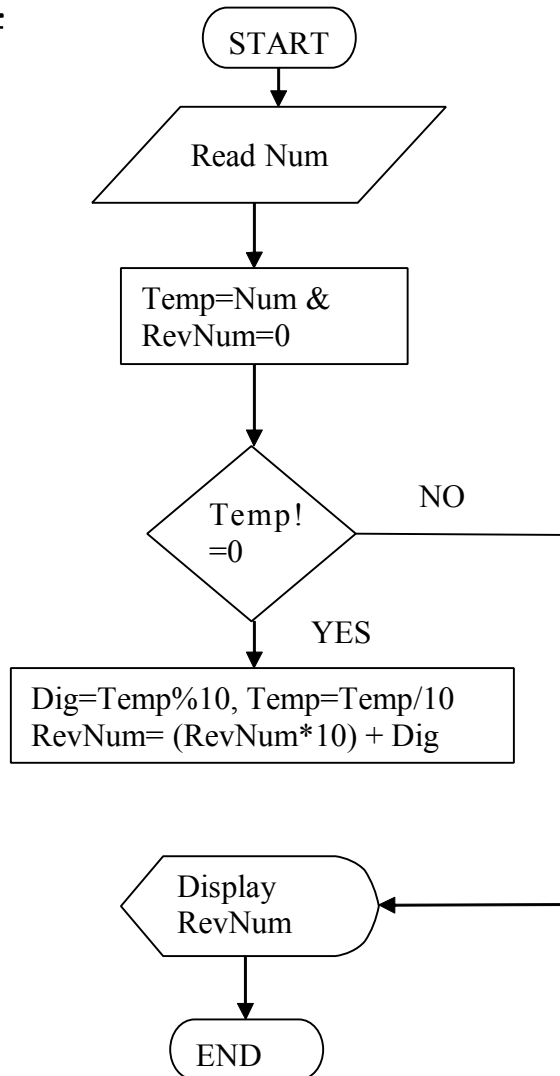 :
START
Read Num
Temp=Num &
RevNum=0
Temp!
=0
NO
YES
Dig=Temp%10, Temp=Temp/10
RevNum= (RevNum*10) + Dig
Display
RevNum
END